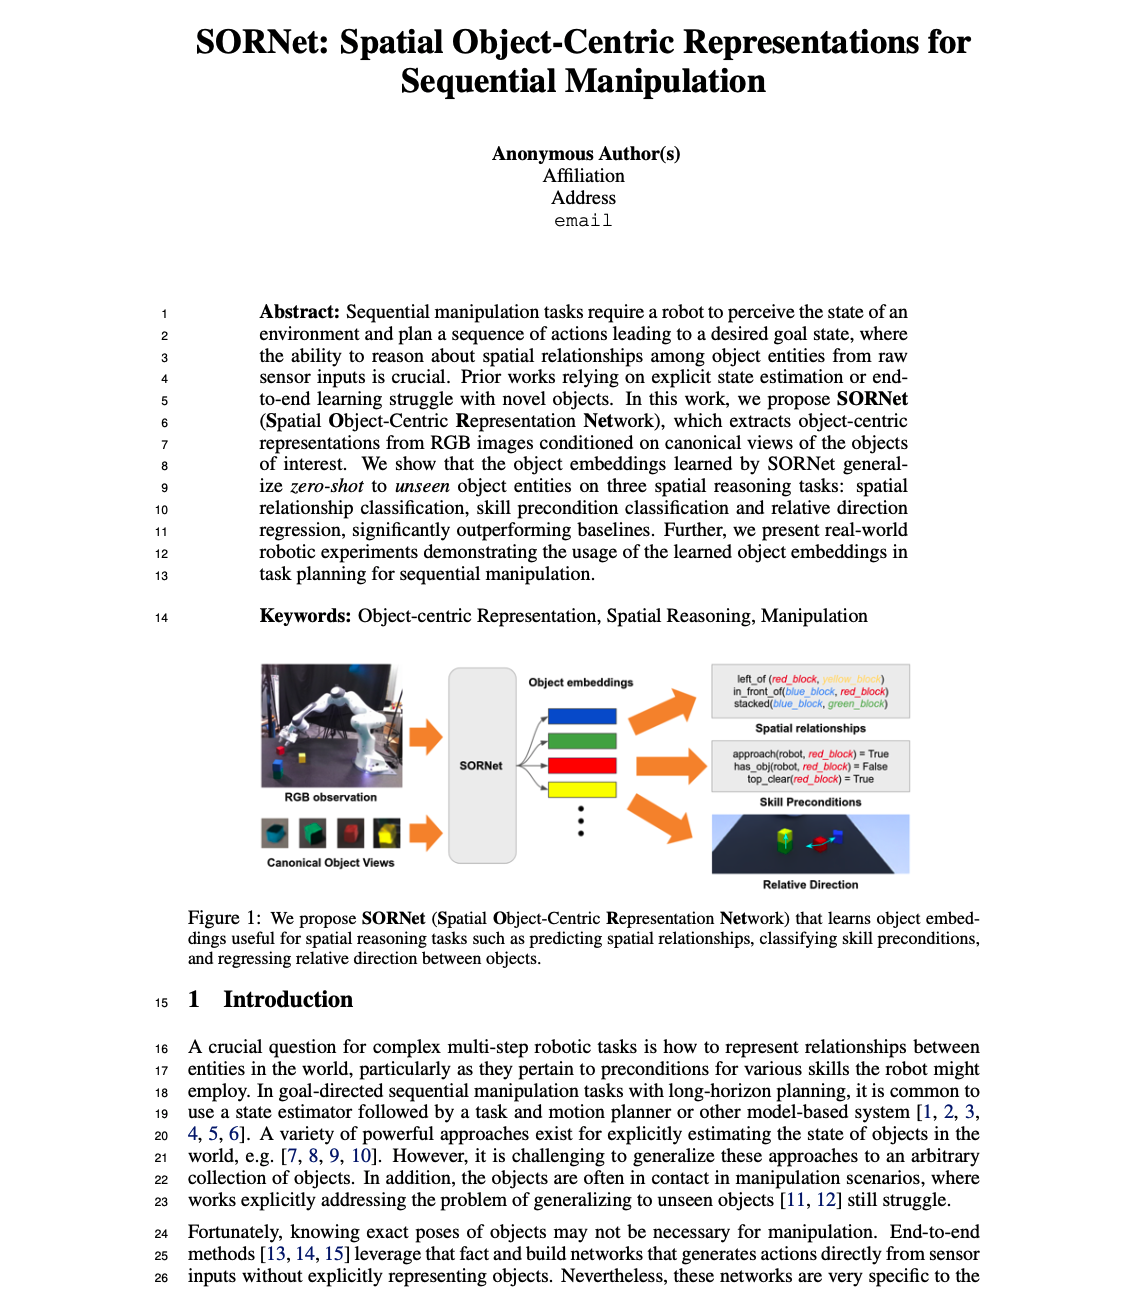 SORNet: Spatial Object-Centric Representations for
Sequential Manipulation
Anonymous Author(s)
Affiliation
Address
email
1 Abstract: Sequential manipulation tasks require a robot to perceive the state of an
2 environment and plan a sequence of actions leading to a desired goal state, where
3 the ability to reason about spatial relationships among object entities from raw
4 sensor inputs is crucial. Prior works relying on explicit state estimation or end-
5 to-end learning struggle with novel objects. In this work, we propose SORNet
6 (Spatial Object-Centric Representation Network), which extracts object-centric
7 representations from RGB images conditioned on canonical views of the objects
8 of interest. We show that the object embeddings learned by SORNet general-
9 ize zero-shot to unseen object entities on three spatial reasoning tasks: spatial
10 relationship classification, skill precondition classification and relative direction
11 regression, significantly outperforming baselines. Further, we present real-world
12 robotic experiments demonstrating the usage of the learned object embeddings in
13 task planning for sequential manipulation.
14 Keywords: Object-centric Representation, Spatial Reasoning, Manipulation
RGB observation
Canonical Object Views
SORNet
Object embeddings
left_of (red_block, yellow_block)
in_front_of(blue_block, red_block)
stacked(blue_block, green_block)
Spatial relationships
approach(robot, red_block) = True
has_obj(robot, red_block) = False
top_clear(red_block) = True
Skill Preconditions
Relative Direction
Figure 1: We propose SORNet (Spatial Object-Centric Representation Network) that learns object embed-
dings useful for spatial reasoning tasks such as predicting spatial relationships, classifying skill preconditions,
and regressing relative direction between objects.
15 1 Introduction
16 A crucial question for complex multi-step robotic tasks is how to represent relationships between
17 entities in the world, particularly as they pertain to preconditions for various skills the robot might
18 employ. In goal-directed sequential manipulation tasks with long-horizon planning, it is common to
19 use a state estimator followed by a task and motion planner or other model-based system [1, 2, 3,
20 4, 5, 6]. A variety of powerful approaches exist for explicitly estimating the state of objects in the
21 world, e.g. [7, 8, 9, 10]. However, it is challenging to generalize these approaches to an arbitrary
22 collection of objects. In addition, the objects are often in contact in manipulation scenarios, where
23 works explicitly addressing the problem of generalizing to unseen objects [11, 12] still struggle.
24 Fortunately, knowing exact poses of objects may not be necessary for manipulation. End-to-end
25 methods [13, 14, 15] leverage that fact and build networks that generates actions directly from sensor
26 inputs without explicitly representing objects. Nevertheless, these networks are very specific to the